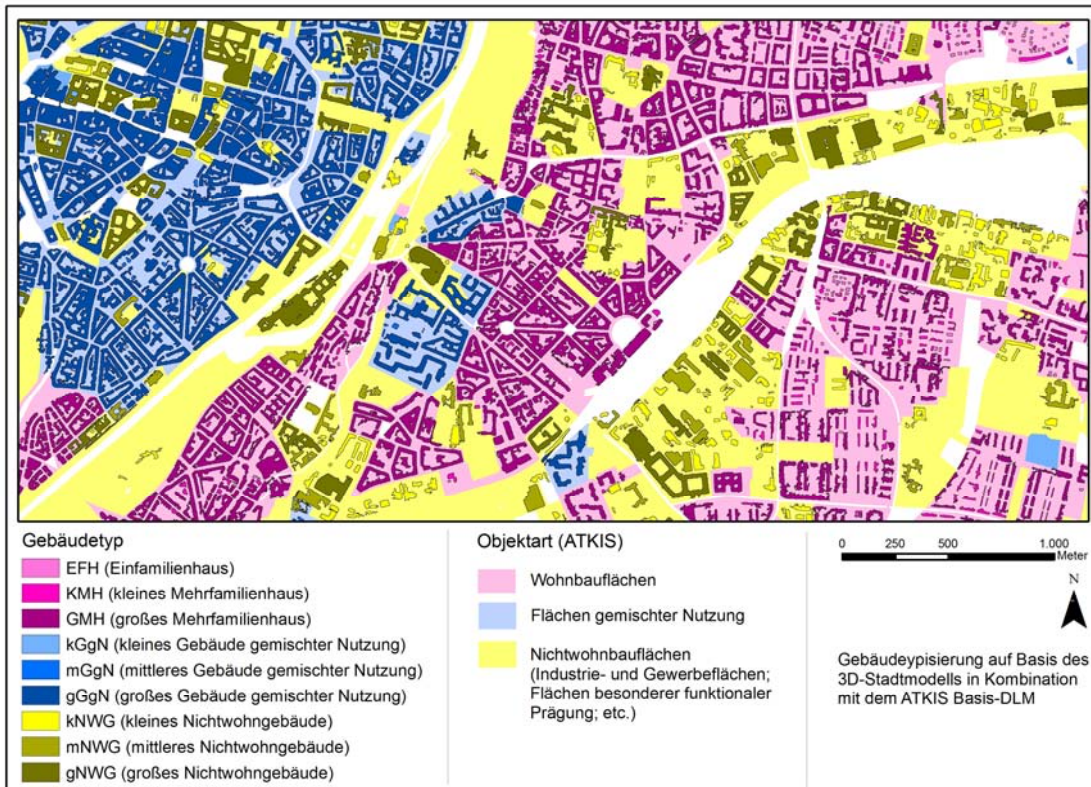 Gebäudetyp
EFH (Einfamilienhaus)
KMH (kleines Mehrfamilienhaus)
GMH (großes Mehrfamilienhaus)
kGgN (kleines Gebäude gemischter Nutzung)
mGgN (mittleres Gebäude gemischter Nutzung)
gGgN (großes Gebäude gemischter Nutzung)
kNWG (kleines Nichtwohngebäude)
mNWG (mittleres Nichtwohngebäude)
gNWG (großes Nichtwohngebäude)
Objektart (ATKIS)
Wohnbauflächen
Flächen gemischter Nutzung
Nichtwohnbauflächen
(Industrie- und Gewerbeflächen;
Flächen besonderer funktionaler
Prägung; etc.)
0 250 500 1.000
Meter
N
Gebäudeypisierung auf Basis des
3D-Stadtmodells in Kombination
mit dem ATKIS Basis-DLM